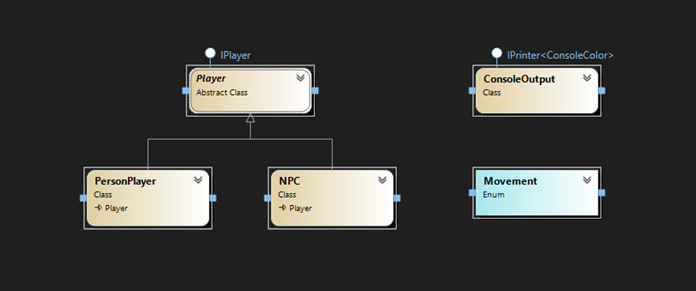 IPlayer
Player
Abstract Class
IPrinter<ConsoleColor>
ConsoleOutput
Class
PersonPlayer
Class
Player
NPC
Class
Player
Movement
Enum